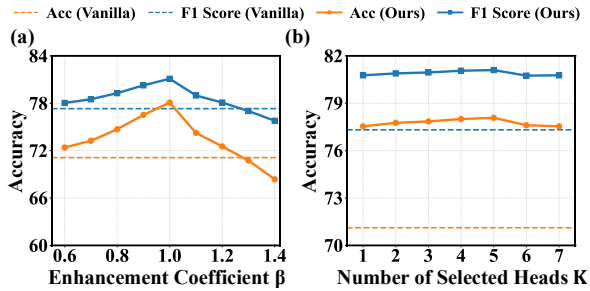 Acc (Vanilla) F1 Score (Vanilla) Acc (Ours) F1 Score (Ours)
(a)
84
78
72
66
60
Accuracy
0.6 0.8 1.0 1.2 1.4
Enhancement Coefficient β
(b)
82
79
76
73
70
Accuracy
1 2 3 4 5 6 7
Number of Selected Heads K